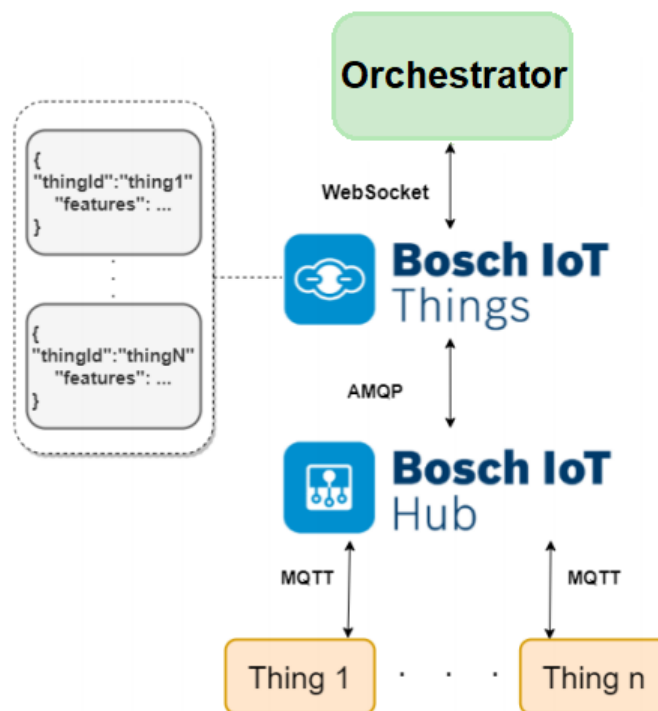 Orchestrator
WebSocket
{
"thingId":"thing1"
"features": ...
}
.
.
.
{
"thingId":"thingN"
"features": ...
}
Bosch IoT
Things
AMQP
Bosch IoT
Hub
MQTT
MQTT
Thing 1
. . .
Thing n